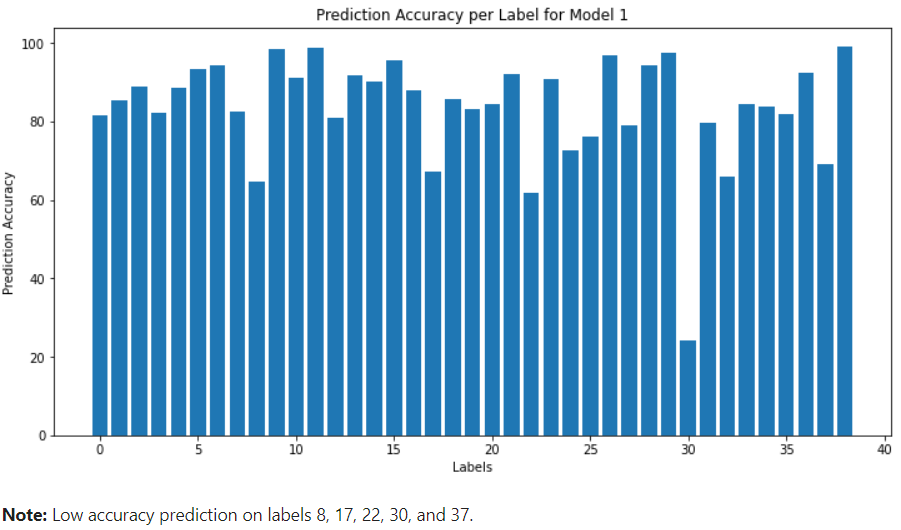 Prediction Accuracy per Label for Model 1
100
80
60
40
20
0
Prediction Accuracy
0 5 10 15 20 25 30 35 40
Labels
Note: Low accuracy prediction on labels 8, 17, 22, 30, and 37.